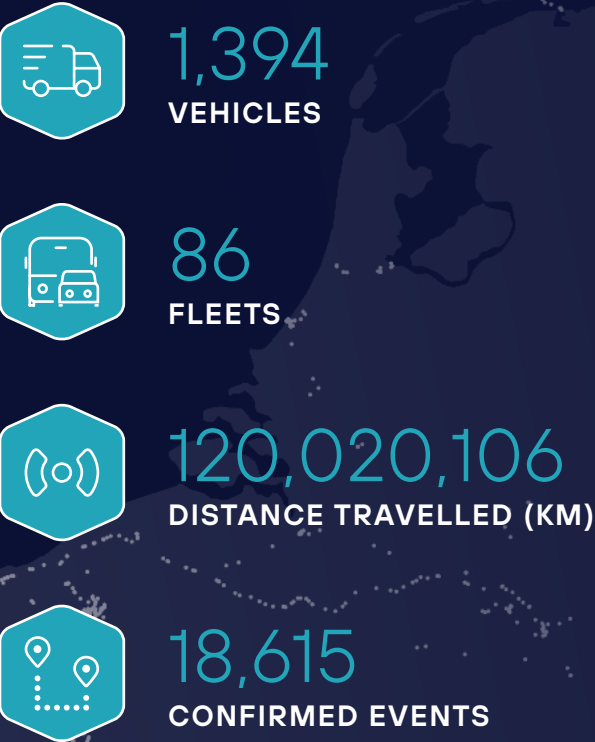 1,394
VEHICLES
86
FLEETS
120,020,106
DISTANCE TRAVELLED (KM)
18,615
CONFIRMED EVENTS